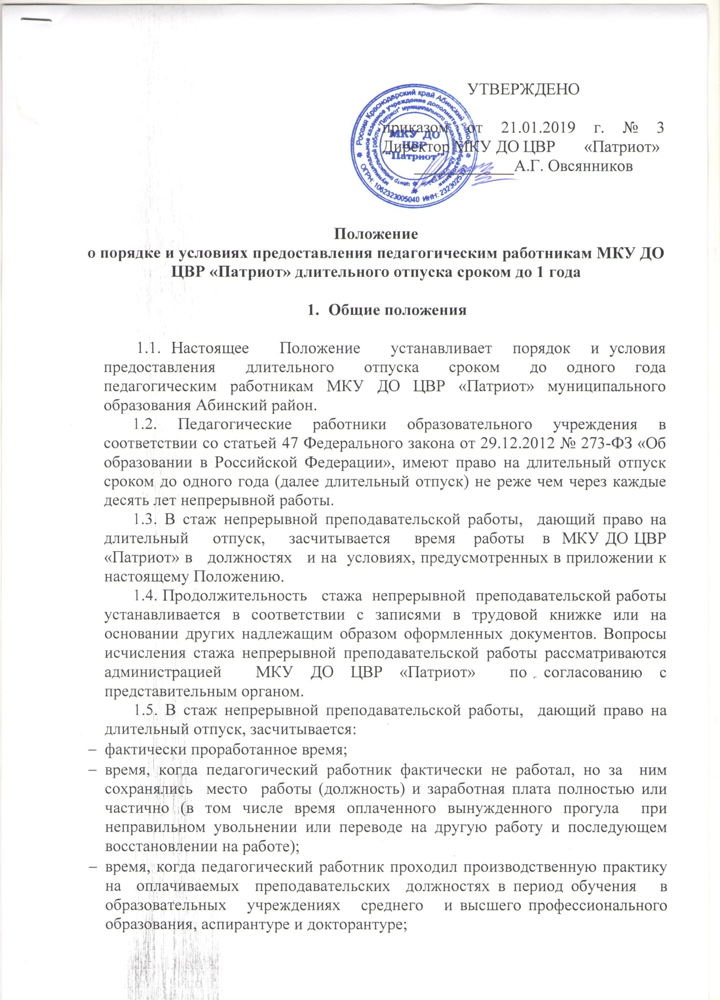 УТВЕРЖДЕНО
приказом от 21.01.2019 г. № 3
Директор МКУ ДО ЦВР «Патриот»
____________А.Г. Овсянников
Россия Краснодарский край Абинский район
муниципальное казенное учреждение дополнительного образования
центр внешкольной работы "Патриот" муниципального образования Абинский район
ОГРН: 1062323005040 ИНН: 2323025327
МКУ ДО
ЦВР
"Патриот"
Положение
о порядке и условиях предоставления педагогическим работникам МКУ ДО
ЦВР «Патриот» длительного отпуска сроком до 1 года
1. Общие положения
1.1. Настоящее Положение устанавливает порядок и условия
предоставления длительного отпуска сроком до одного года
педагогическим работникам МКУ ДО ЦВР «Патриот» муниципального
образования Абинский район.
1.2. Педагогические работники образовательного учреждения в
соответствии со статьей 47 Федерального закона от 29.12.2012 № 273-ФЗ «Об
образовании в Российской Федерации», имеют право на длительный отпуск
сроком до одного года (далее длительный отпуск) не реже чем через каждые
десять лет непрерывной работы.
1.3. В стаж непрерывной преподавательской работы, дающий право на
длительный отпуск, засчитывается время работы в МКУ ДО ЦВР
«Патриот» в должностях и на условиях, предусмотренных в приложении к
настоящему Положению.
1.4. Продолжительность стажа непрерывной преподавательской работы
устанавливается в соответствии с записями в трудовой книжке или на
основании других надлежащим образом оформленных документов. Вопросы
исчисления стажа непрерывной преподавательской работы рассматриваются
администрацией МКУ ДО ЦВР «Патриот» по согласованию с
представительным органом.
1.5. В стаж непрерывной преподавательской работы, дающий право на
длительный отпуск, засчитывается:
– фактически проработанное время;
– время, когда педагогический работник фактически не работал, но за ним
сохранялись место работы (должность) и заработная плата полностью или
частично (в том числе время оплаченного вынужденного прогула при
неправильном увольнении или переводе на другую работу и последующем
восстановлении на работе);
– время, когда педагогический работник проходил производственную практику
на оплачиваемых преподавательских должностях в период обучения в
образовательных учреждениях среднего и высшего профессионального
образования, аспирантуре и докторантуре;